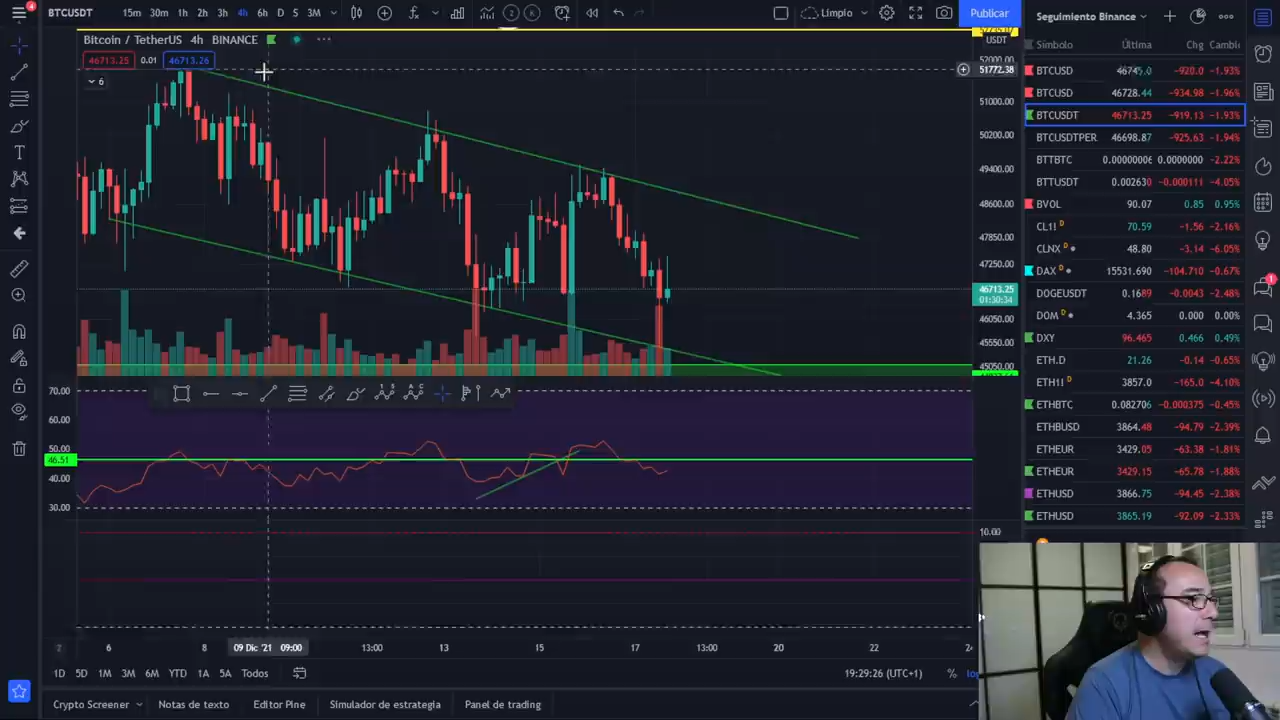 4
BTCUSDT
15m 30m 1h 2h 3h 4h 6h D S 3M
2 K
Limpio
Publicar
Bitcoin / TetherUS 4h BINANCE
46713.25 0.01 46713.26
6
USDT
52000.00
51772.38
51000.00
50200.00
49400.00
48600.00
47850.00
47250.00
46713.25
01:30:34
46050.00
45550.00
45050.00
70.00
60.00
50.00
46.51
40.00
30.00
10.00
2 6 8 09 Dic '21 09:00 13:00 13 15 17 13:00 20 22 24
1D 5D 1M 3M 6M YTD 1A 5A Todos
19:29:26 (UTC+1) % log
Crypto Screener Notas de texto Editor Pine Simulador de estrategia Panel de trading
Seguimiento Binance
Símbolo Última Chg Cambio
BTCUSD -920.0 -1.93%
BTCUSD 46728.44 -934.98 -1.96%
BTCUSDT 46713.25 -919.13 -1.93%
BTCUSDTPER 46698.87 -925.63 -1.94%
BTTBTC 0.00000006 0.0000000 -2.22%
BTTUSDT 0.002630 -0.000111 -4.05%
BVOL 90.07 0.85 0.95%
CL1! D 70.59 -1.56 -2.16%
CLNX D 48.80 -3.14 -6.05%
DAX D 15531.690 -104.710 -0.67%
DOGEUSDT 0.1689 -0.0043 -2.48%
DOM D 4.365 0.000 0.00%
DXY 96.465 0.466 0.49%
ETH.D 21.26 -0.14 -0.65%
ETH1! D 3857.0 -165.0 -4.10%
ETHBTC 0.082706 -0.000375 -0.45%
ETHBUSD 3864.48 -94.79 -2.39%
ETHEUR 3429.05 -63.38 -1.81%
ETHEUR 3429.15 -65.78 -1.88%
ETHUSD 3866.75 -94.45 -2.38%
ETHUSD 3865.19 -92.09 -2.33%
1